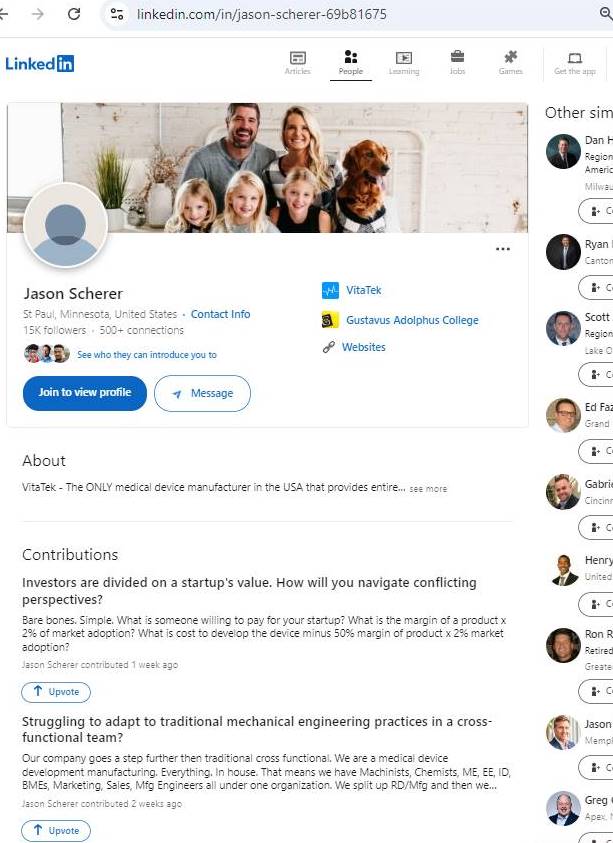 linkedin.com/in/jason-scherer-69b81675
Linked in
Articles
People
Learning
Jobs
Games
Get the app
Jason Scherer
St Paul, Minnesota, United States · Contact Info
15K followers · 500+ connections
See who they can introduce you to
Join to view profile
Message
VitaTek
Gustavus Adolphus College
Websites
About
VitaTek - The ONLY medical device manufacturer in the USA that provides entire... see more
Contributions
Investors are divided on a startup's value. How will you navigate conflicting
perspectives?
Bare bones. Simple. What is someone willing to pay for your startup? What is the margin of a product x
2% of market adoption? What is cost to develop the device minus 50% margin of product x 2% market
adoption?
Jason Scherer contributed 1 week ago
Upvote
Struggling to adapt to traditional mechanical engineering practices in a cross-
functional team?
Our company goes a step further then traditional cross functional. We are a medical device
development manufacturing. Everything. In house. That means we have Machinists, Chemists, ME, EE, ID,
BMEs, Marketing, Sales, Mfg Engineers all under one organization. We split up RD/Mfg and then we...
Jason Scherer contributed 2 weeks ago
Upvote
Other sim
Dan H
Region
Americ
Milwau
C
Ryan
Canton
C
Scott
Region
Lake O
C
Ed Faz
Grand
C
Gabrie
Cincinn
C
Henry
United
C
Ron R
Retired
Greate
C
Jason
Memph
C
Greg
Apex, N